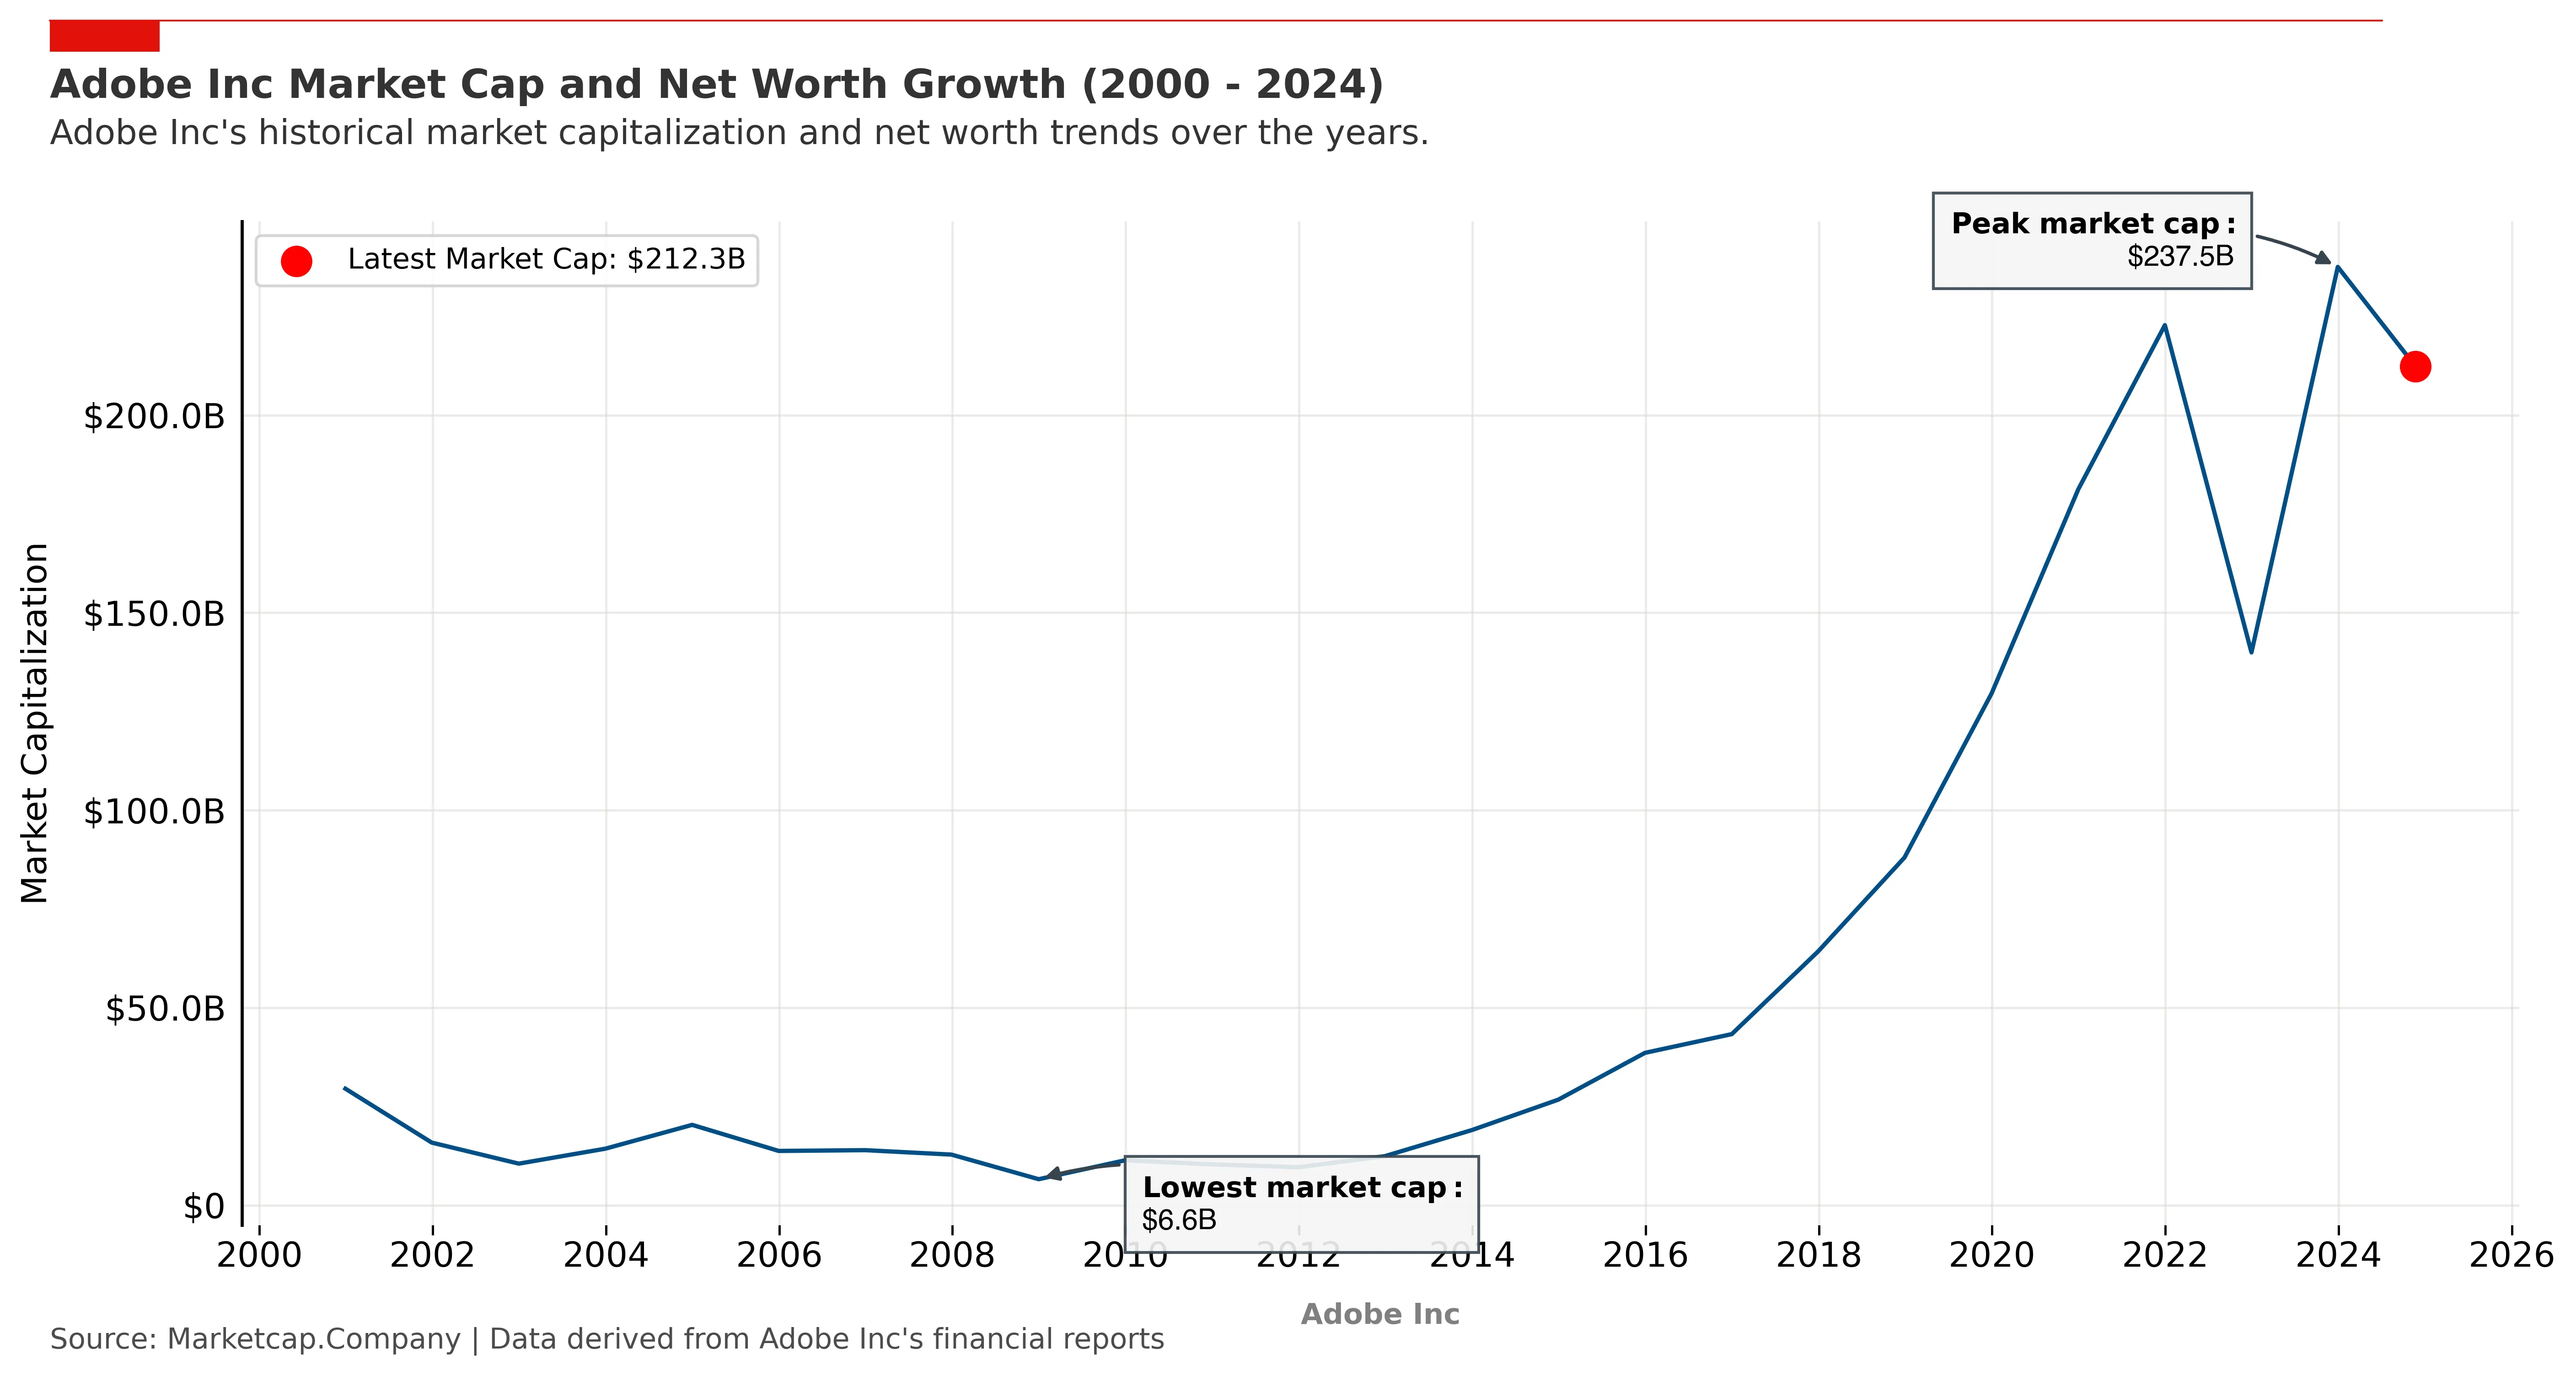 Adobe Inc Market Cap and Net Worth Growth (2000 - 2024)
Adobe Inc's historical market capitalization and net worth trends over the years.
Peak market cap :
$237.5B
Latest Market Cap: $212.3B
Market Capitalization
$200.0B
$150.0B
$100.0B
$50.0B
$0
Lowest market cap :
$6.6B
2000 2002 2004 2006 2008 2010 2012 2014 2016 2018 2020 2022 2024 2026
Adobe Inc
Source: Marketcap.Company | Data derived from Adobe Inc's financial reports